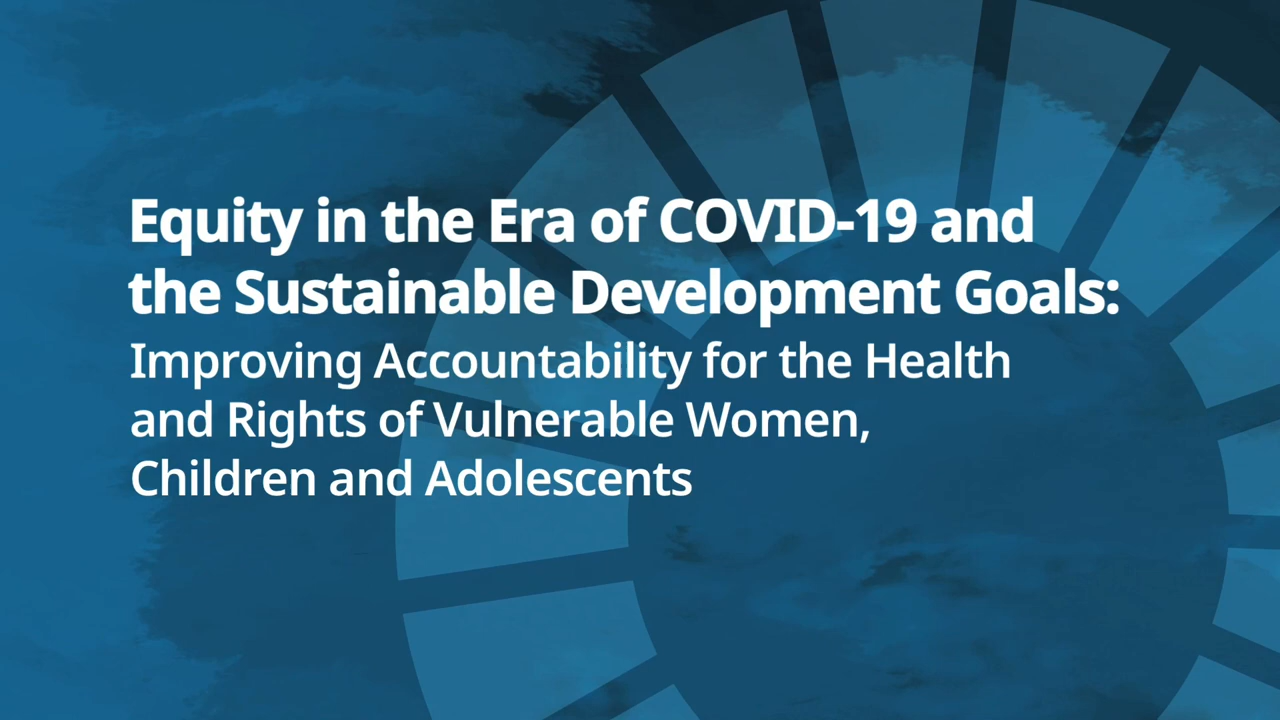 Equity in the Era of COVID-19 and
the Sustainable Development Goals:
Improving Accountability for the Health
and Rights of Vulnerable Women,
Children and Adolescents